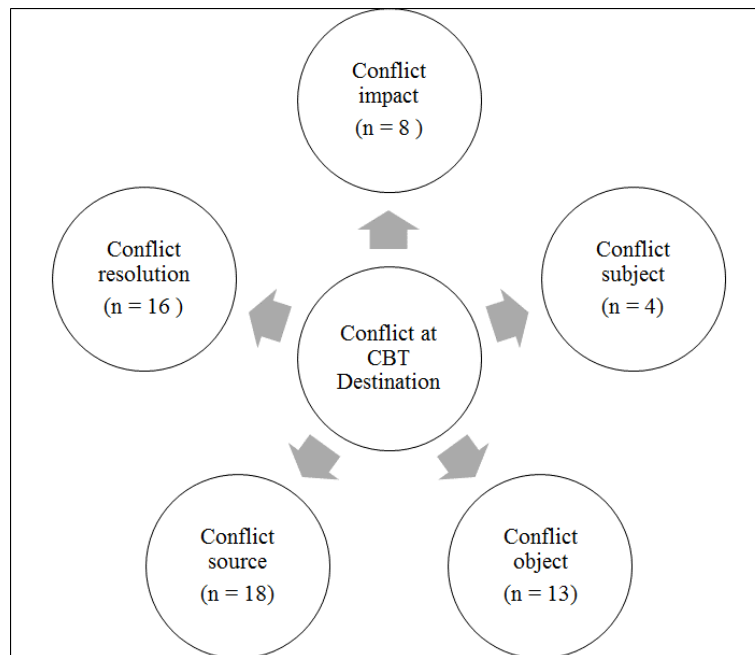 Conflict
impact
(n = 8 )
Conflict
resolution
(n = 16 )
Conflict
subject
(n = 4)
Conflict at
CBT
Destination
Conflict
source
(n = 18)
Conflict
object
(n = 13)